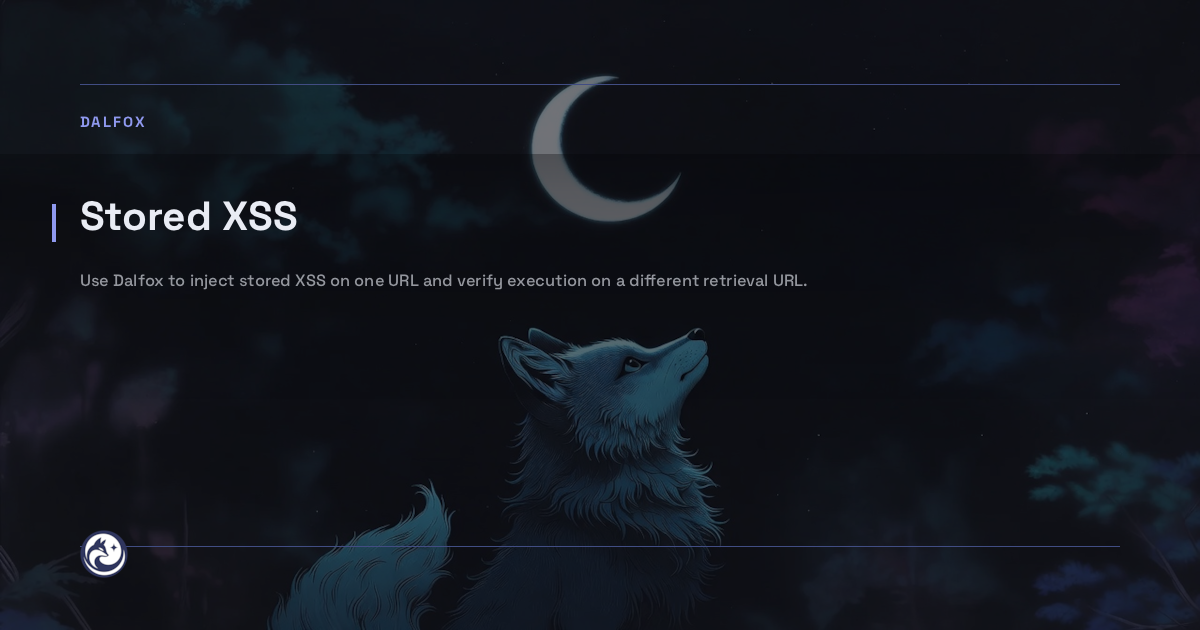 DALFOX
Stored XSS
Use Dalfox to inject stored XSS on one URL and verify execution on a different retrieval URL.